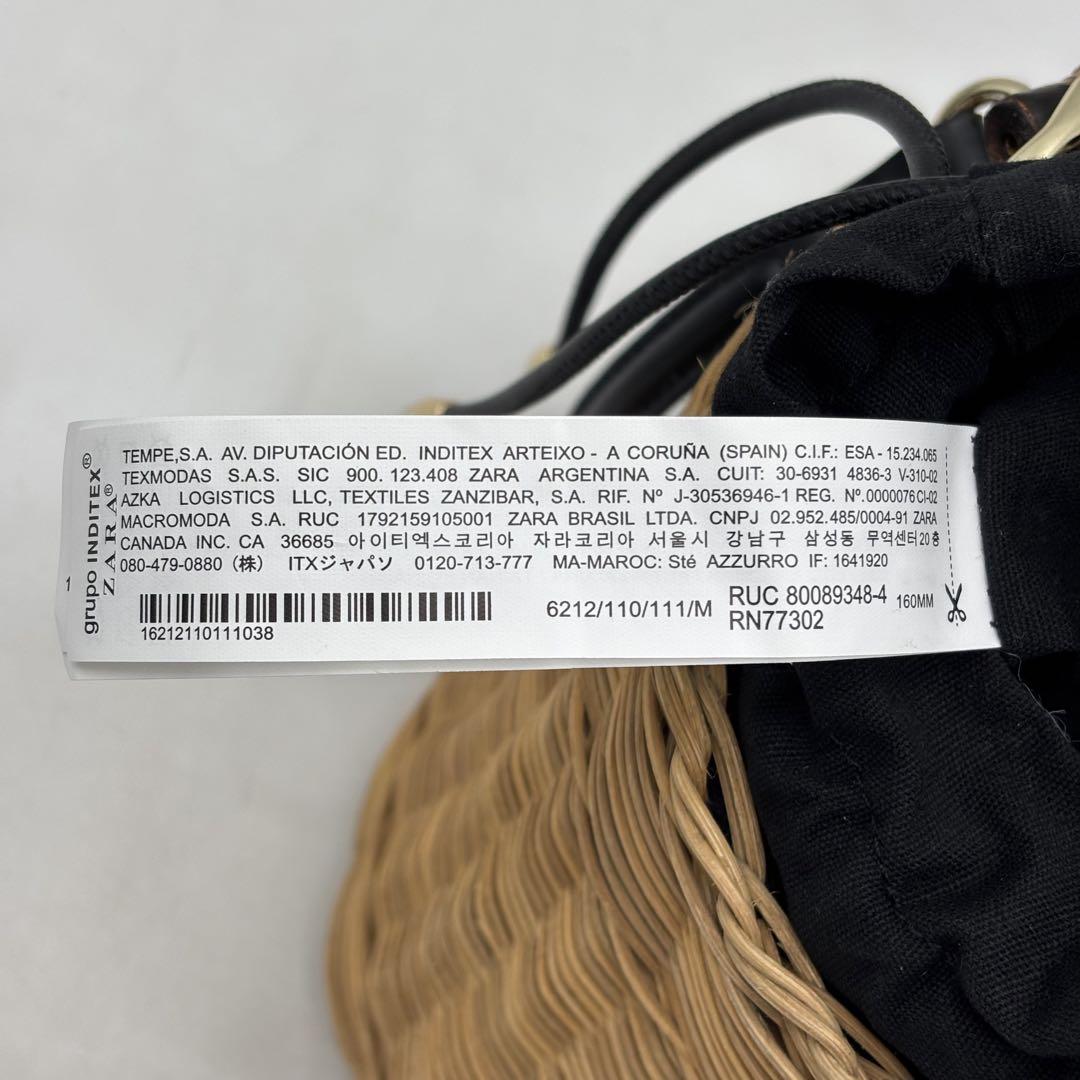 grupo INDITEX®
ZARA®
1
TEMPE,S.A. AV. DIPUTACIÓN ED. INDITEX ARTEIXO - A CORUÑA (SPAIN) C.I.F.: ESA - 15.234.065
TEXMODAS S.A.S. SIC 900. 123.408 ZARA ARGENTINA S.A. CUIT: 30-6931 4836-3 V-310-02
AZKA LOGISTICS LLC, TEXTILES ZANZIBAR, S.A. RIF. Nº J-30536946-1 REG. Nº.0000076 CI-02
MACROMODA S.A. RUC 1792159105001 ZARA BRASIL LTDA. CNPJ 02.952.485/0004-91 ZARA
CANADA INC. CA 36685 아이티엑스코리아 자라코리아 서울시 강남구 삼성동 무역센터20층
080-479-0880 (株) ITXジャパン 0120-713-777 MA-MAROC: Sté AZZURRO IF: 1641920
16212110111038
6212/110/111/M
RUC 80089348-4
RN77302
160MM